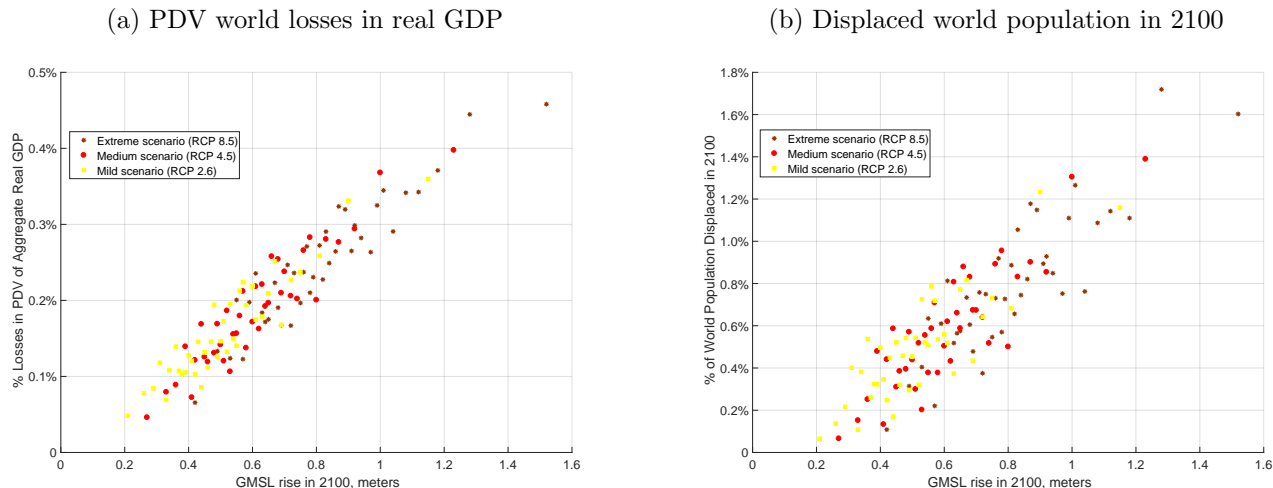 (a) PDV world losses in real GDP
0.5%
0.4%
0.3%
0.2%
0.1%
0
% Losses in PDV of Aggregate Real GDP
Extreme scenario (RCP 8.5)
Medium scenario (RCP 4.5)
Mild scenario (RCP 2.6)
0 0.2 0.4 0.6 0.8 1 1.2 1.4 1.6
GMSL rise in 2100, meters
(b) Displaced world population in 2100
1.8%
1.6%
1.4%
1.2%
1.0%
0.8%
0.6%
0.4%
0.2%
0
% of World Population Displaced in 2100
Extreme scenario (RCP 8.5)
Medium scenario (RCP 4.5)
Mild scenario (RCP 2.6)
0 0.2 0.4 0.6 0.8 1 1.2 1.4 1.6
GMSL rise in 2100, meters